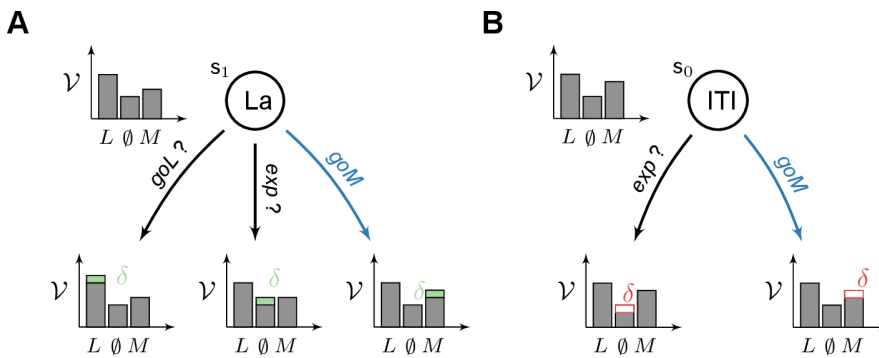 A
B
𝒱
L ∅ M
s₁
La
goL ?
exp ?
goM
𝒱
δ
L ∅ M
𝒱
δ
L ∅ M
𝒱
δ
L ∅ M
𝒱
L ∅ M
s₀
ITI
exp ?
goM
𝒱
δ
L ∅ M
𝒱
δ
L ∅ M